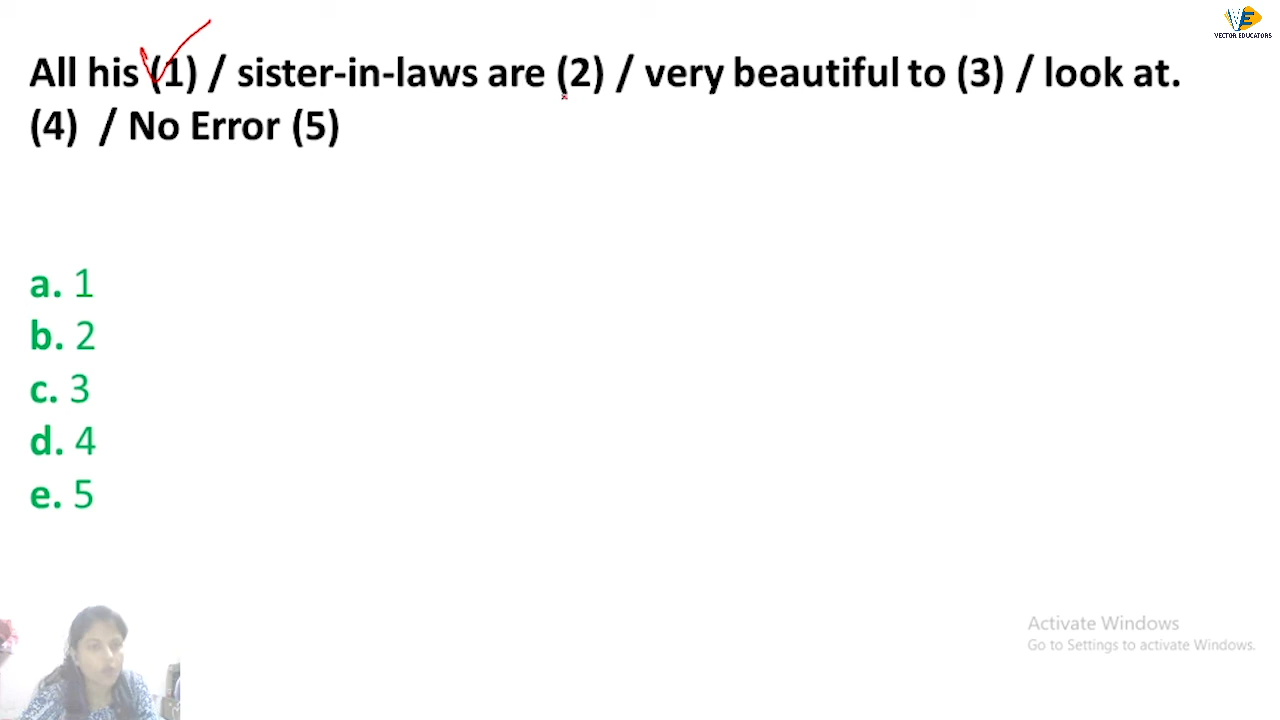 VE
VECTOR EDUCATORS
All his (1) / sister-in-laws are (2) / very beautiful to (3) / look at.
(4) / No Error (5)
a. 1
b. 2
c. 3
d. 4
e. 5
Activate Windows
Go to Settings to activate Windows.